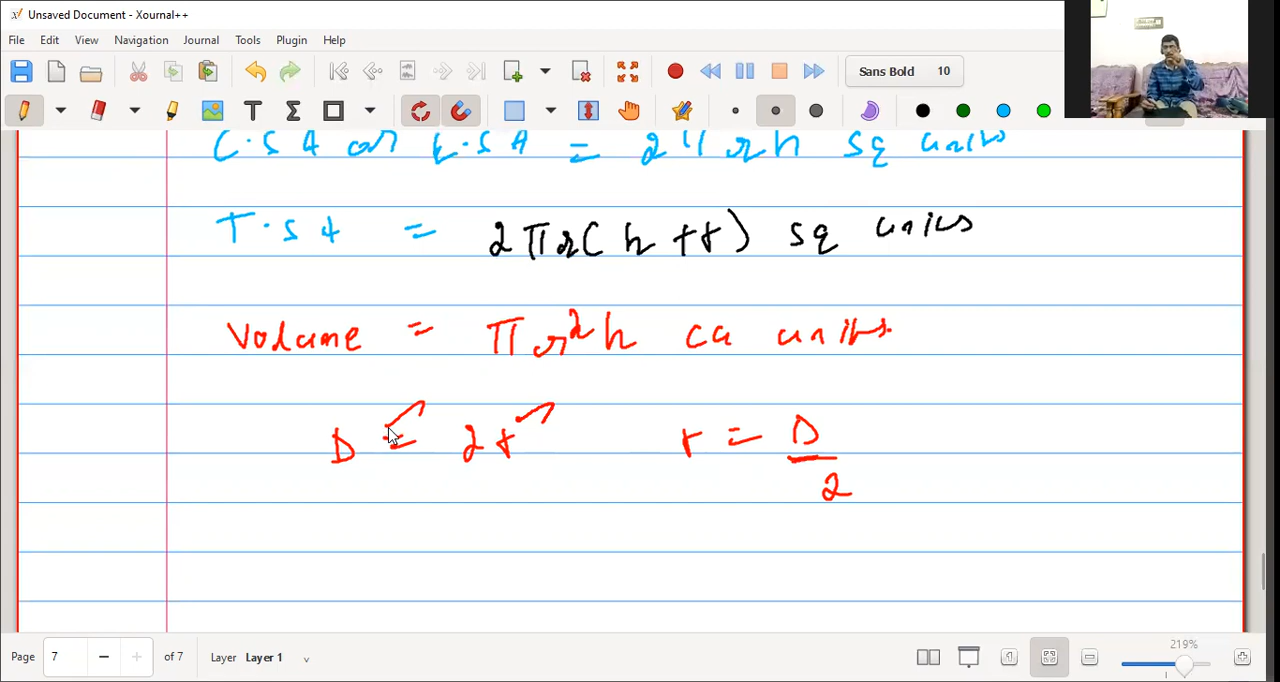 Unsaved Document - Xournal++
File Edit View Navigation Journal Tools Plugin Help
Sans Bold 10
C.S.A or L.S.A = 2πrh sq units
T.S.A = 2πr(h+r) sq units
Volume = πr²h cu units.
D = 2r r = D/2
Page 7 of 7 Layer Layer 1 219%